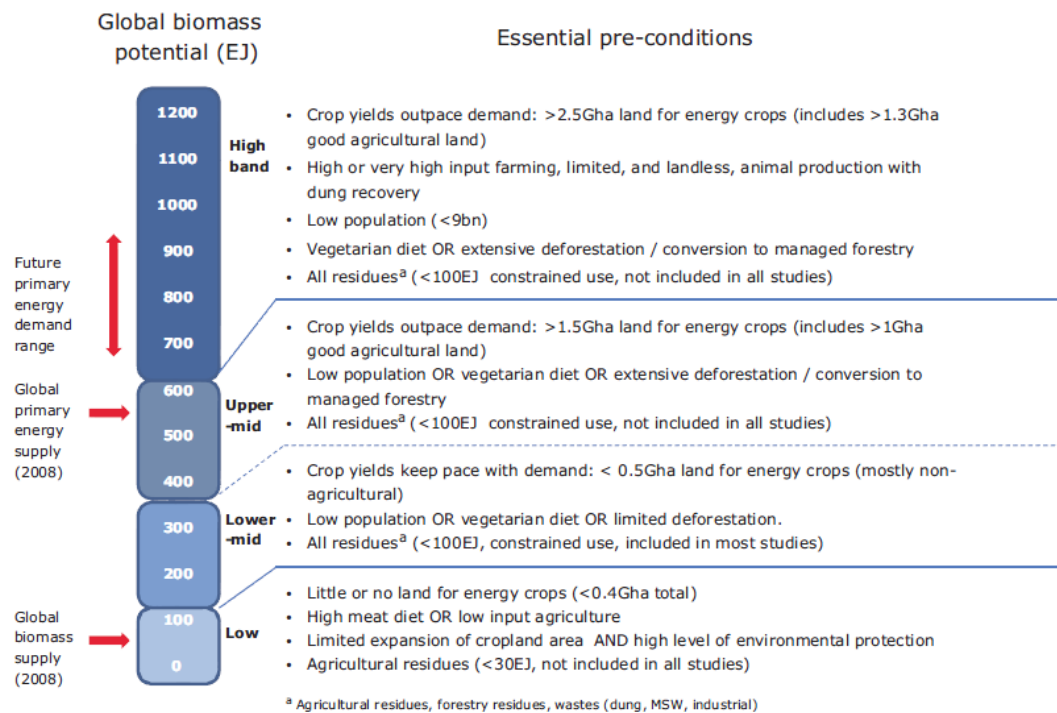 Global biomass
potential (EJ)
Essential pre-conditions
1200
1100
1000
900
800
700
600
500
400
300
200
100
0
High
band
Upper
-mid
Lower
-mid
Low
Future
primary
energy
demand
range
Global
primary
energy
supply
(2008)
Global
biomass
supply
(2008)
• Crop yields outpace demand: >2.5Gha land for energy crops (includes >1.3Gha
good agricultural land)
• High or very high input farming, limited, and landless, animal production with
dung recovery
• Low population (<9bn)
• Vegetarian diet OR extensive deforestation / conversion to managed forestry
• All residuesᵃ (<100EJ constrained use, not included in all studies)
• Crop yields outpace demand: >1.5Gha land for energy crops (includes >1Gha
good agricultural land)
• Low population OR vegetarian diet OR extensive deforestation / conversion to
managed forestry
• All residuesᵃ (<100EJ constrained use, not included in all studies)
• Crop yields keep pace with demand: < 0.5Gha land for energy crops (mostly non-
agricultural)
• Low population OR vegetarian diet OR limited deforestation.
• All residuesᵃ (<100EJ, constrained use, included in most studies)
• Little or no land for energy crops (<0.4Gha total)
• High meat diet OR low input agriculture
• Limited expansion of cropland area AND high level of environmental protection
• Agricultural residues (<30EJ, not included in all studies)
ᵃ Agricultural residues, forestry residues, wastes (dung, MSW, industrial)